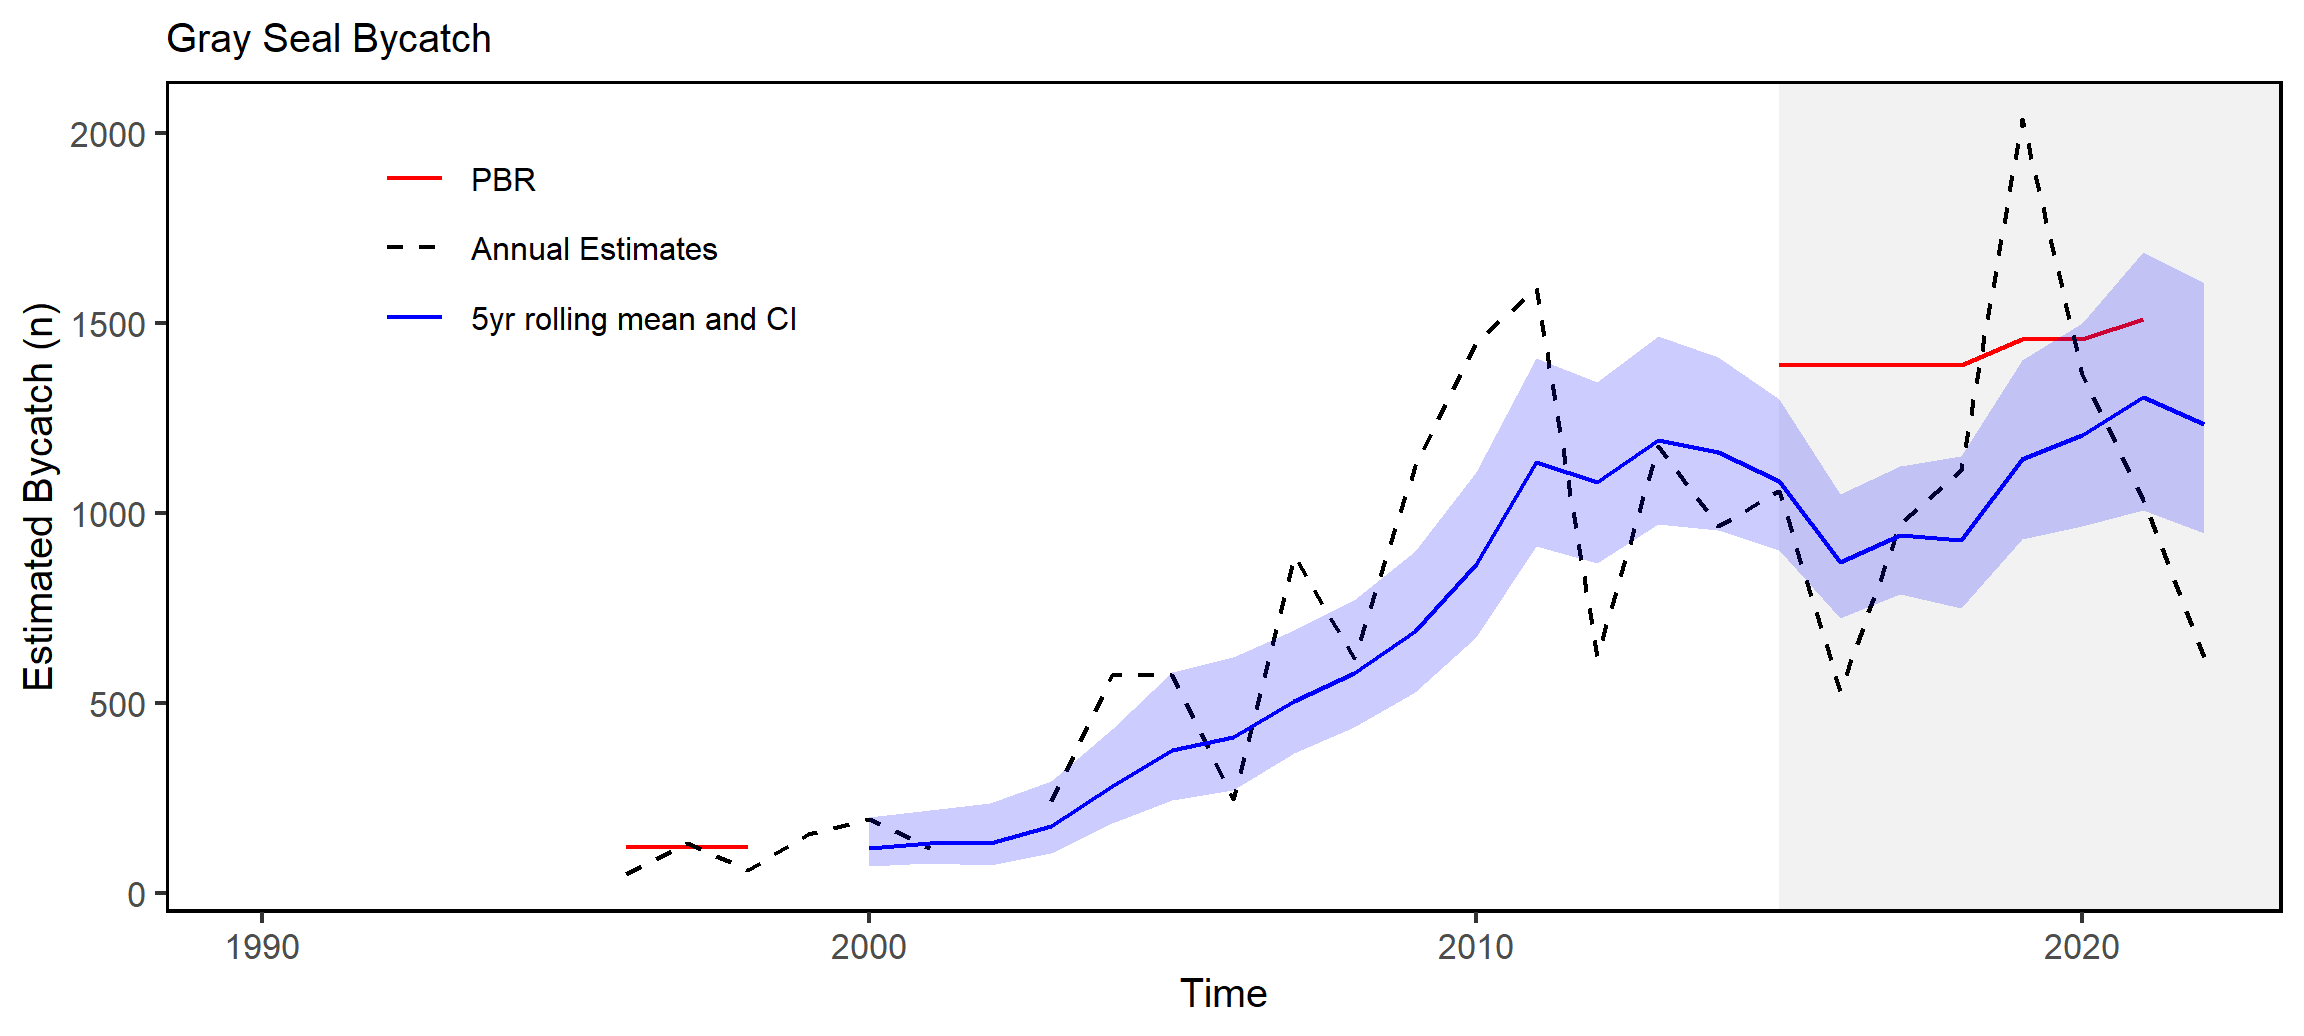 Gray Seal Bycatch
Estimated Bycatch (n)
2000
1500
1000
500
0
PBR
Annual Estimates
5yr rolling mean and CI
1990
2000
2010
2020
Time